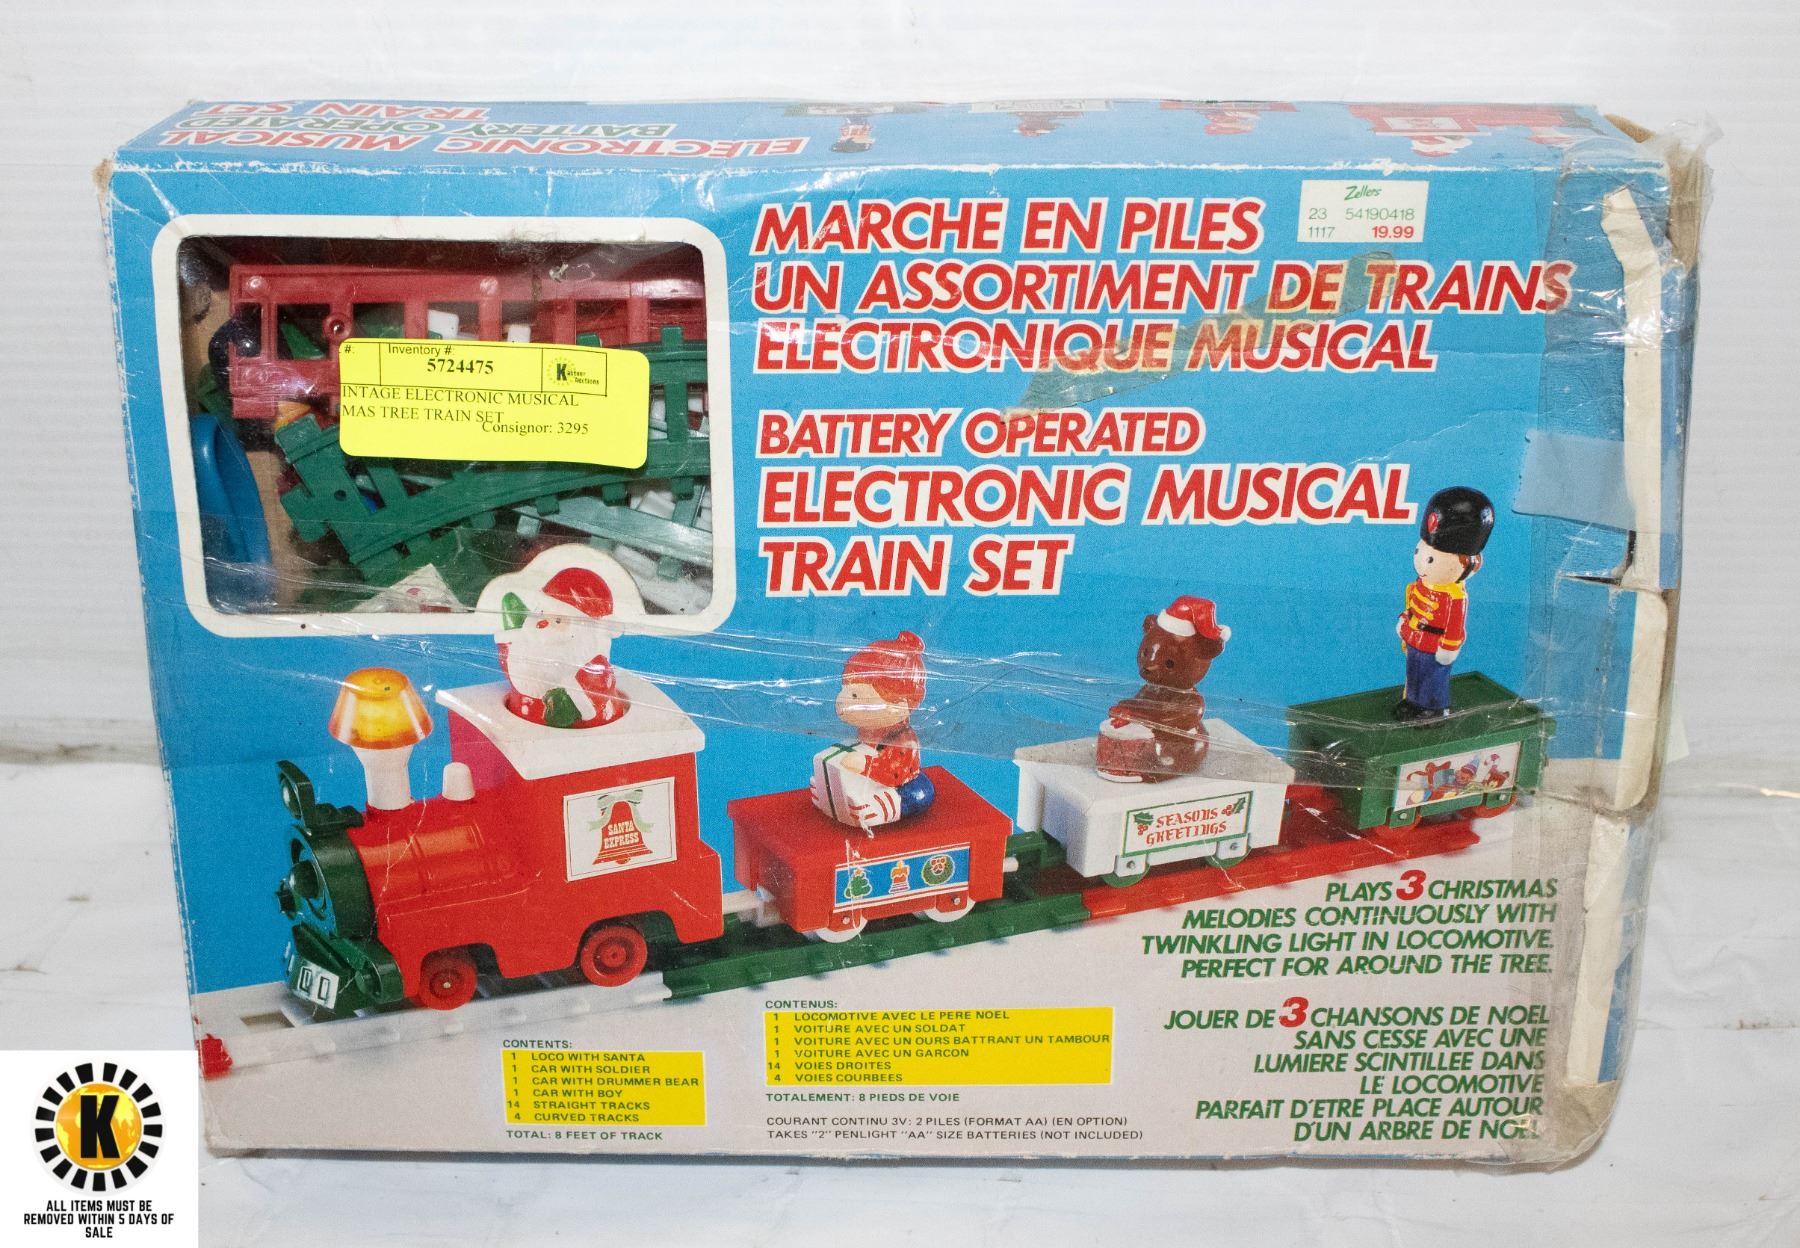 ELECTRONIC MUSICAL
BATTERY OPERATED
TRAIN SET
Zellers
23 54190418
1117 19.99
MARCHE EN PILES
UN ASSORTIMENT DE TRAINS
ELECTRONIQUE MUSICAL
BATTERY OPERATED
ELECTRONIC MUSICAL
TRAIN SET
#: Inventory #:
5724475
K
INTAGE ELECTRONIC MUSICAL
MAS TREE TRAIN SET
Consignor: 3295
SANTA
EXPRESS
SEASONS
GREETINGS
PLAYS 3 CHRISTMAS
MELODIES CONTINUOUSLY WITH
TWINKLING LIGHT IN LOCOMOTIVE.
PERFECT FOR AROUND THE TREE.
JOUER DE 3 CHANSONS DE NOEL
SANS CESSE AVEC UNE
LUMIERE SCINTILLEE DANS
LE LOCOMOTIVE
PARFAIT D'ETRE PLACE AUTOUR
D'UN ARBRE DE NOEL
CONTENTS:
1 LOCO WITH SANTA
1 CAR WITH SOLDIER
1 CAR WITH DRUMMER BEAR
1 CAR WITH BOY
14 STRAIGHT TRACKS
4 CURVED TRACKS
TOTAL: 8 FEET OF TRACK
CONTENUS:
1 LOCOMOTIVE AVEC LE PERE NOEL
1 VOITURE AVEC UN SOLDAT
1 VOITURE AVEC UN OURS BATTRANT UN TAMBOUR
1 VOITURE AVEC UN GARCON
14 VOIES DROITES
4 VOIES COURBEES
TOTALEMENT: 8 PIEDS DE VOIE
COURANT CONTINU 3V: 2 PILES (FORMAT AA) (EN OPTION)
TAKES "2" PENLIGHT "AA" SIZE BATTERIES (NOT INCLUDED)
K
ALL ITEMS MUST BE
REMOVED WITHIN 5 DAYS OF
SALE